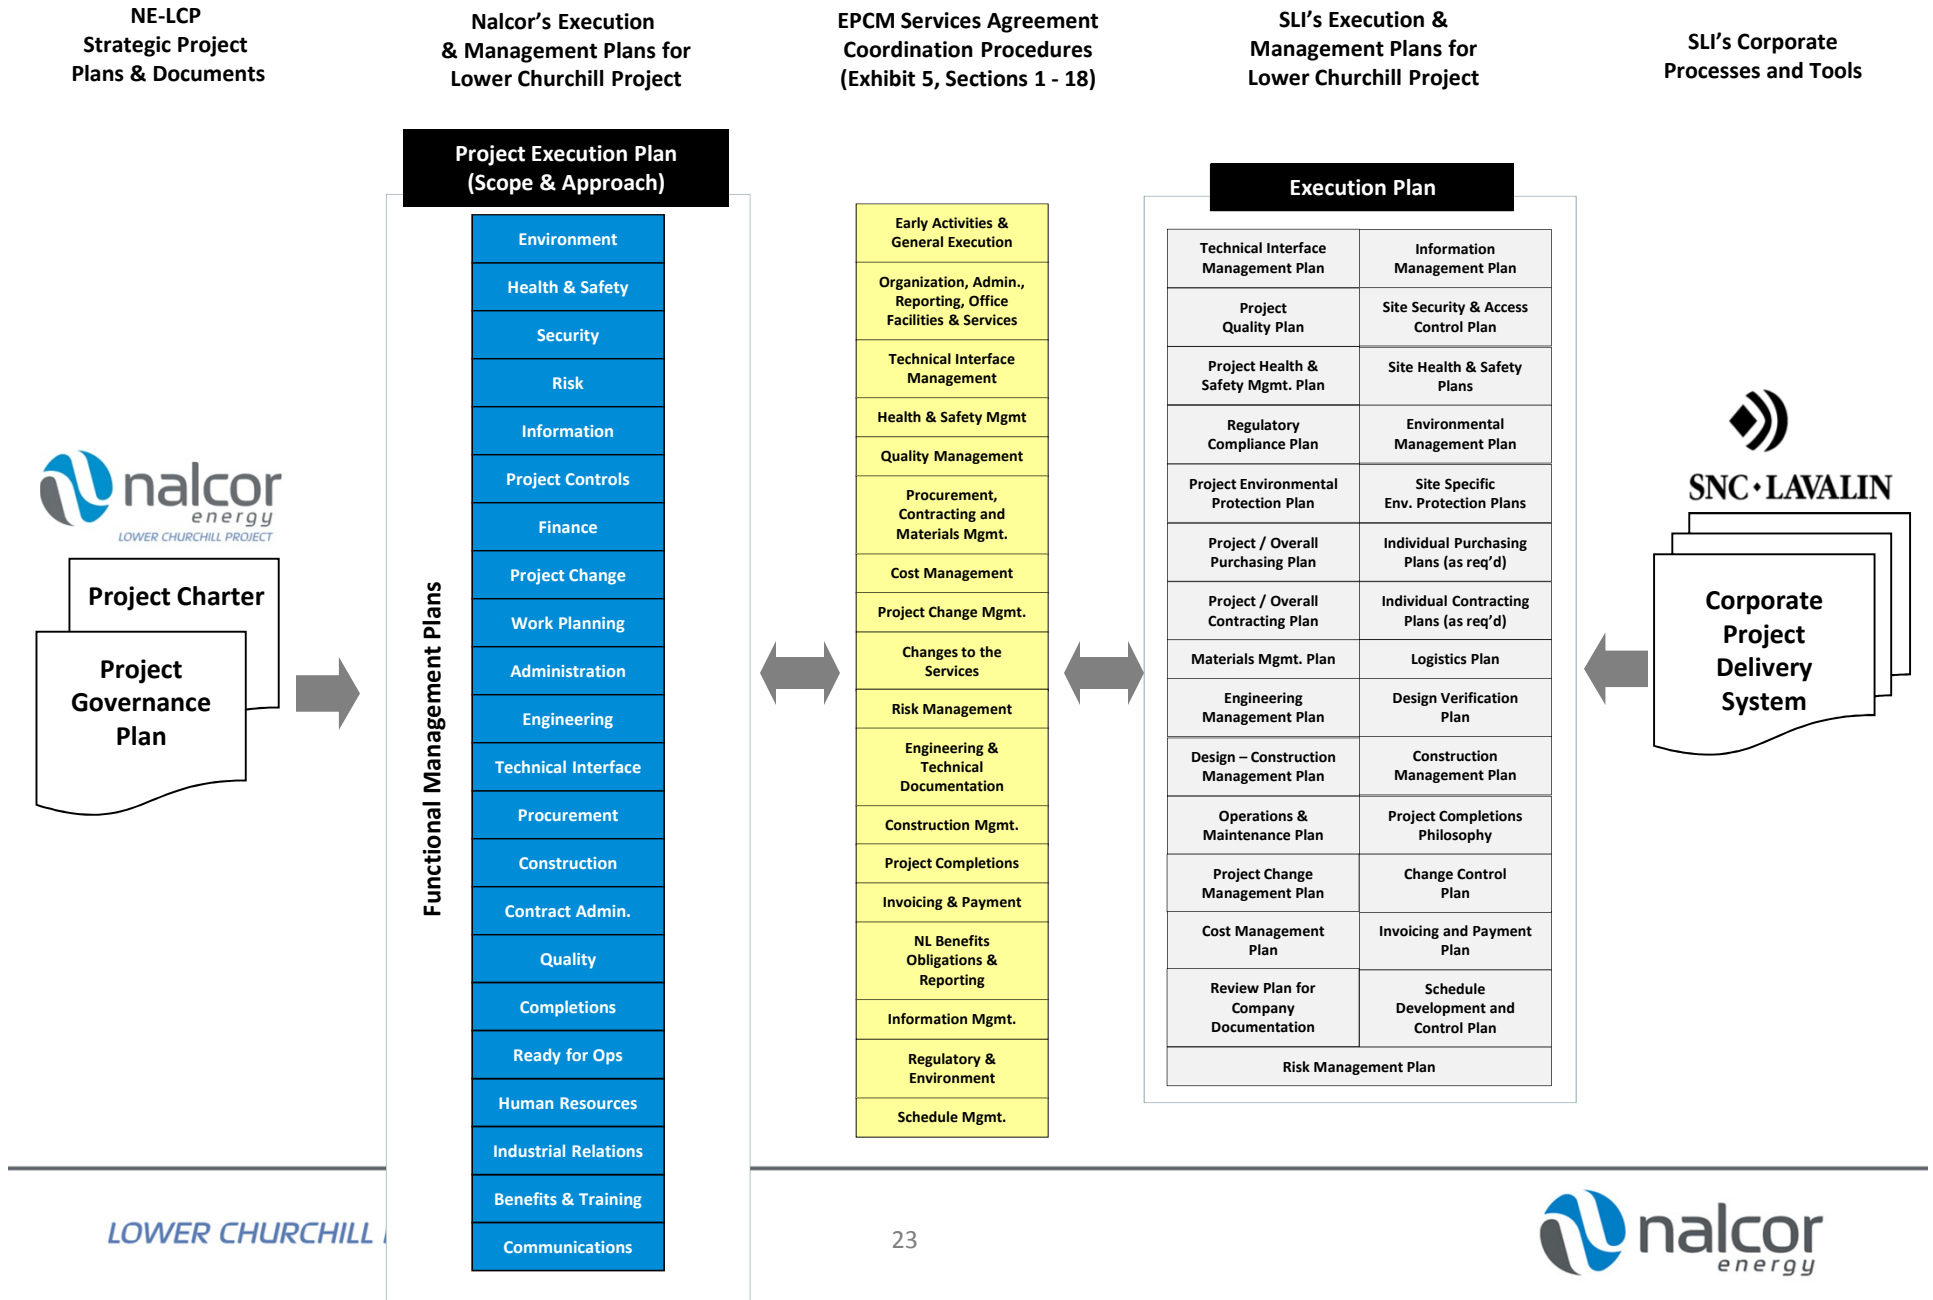 NE-LCP
Strategic Project
Plans & Documents
Nalcor’s Execution
& Management Plans for
Lower Churchill Project
EPCM Services Agreement
Coordination Procedures
(Exhibit 5, Sections 1 - 18)
SLI’s Execution &
Management Plans for
Lower Churchill Project
SLI’s Corporate
Processes and Tools
nalcor
energy
LOWER CHURCHILL PROJECT
Project Charter
Project
Governance
Plan
Project Execution Plan
(Scope & Approach)
Functional Management Plans
Environment
Health & Safety
Security
Risk
Information
Project Controls
Finance
Project Change
Work Planning
Administration
Engineering
Technical Interface
Procurement
Construction
Contract Admin.
Quality
Completions
Ready for Ops
Human Resources
Industrial Relations
Benefits & Training
Communications
Early Activities &
General Execution
Organization, Admin.,
Reporting, Office
Facilities & Services
Technical Interface
Management
Health & Safety Mgmt
Quality Management
Procurement,
Contracting and
Materials Mgmt.
Cost Management
Project Change Mgmt.
Changes to the
Services
Risk Management
Engineering &
Technical
Documentation
Construction Mgmt.
Project Completions
Invoicing & Payment
NL Benefits
Obligations &
Reporting
Information Mgmt.
Regulatory &
Environment
Schedule Mgmt.
Execution Plan
Technical Interface
Management Plan
Information
Management Plan
Project
Quality Plan
Site Security & Access
Control Plan
Project Health &
Safety Mgmt. Plan
Site Health & Safety
Plans
Regulatory
Compliance Plan
Environmental
Management Plan
Project Environmental
Protection Plan
Site Specific
Env. Protection Plans
Project / Overall
Purchasing Plan
Individual Purchasing
Plans (as req’d)
Project / Overall
Contracting Plan
Individual Contracting
Plans (as req’d)
Materials Mgmt. Plan
Logistics Plan
Engineering
Management Plan
Design Verification
Plan
Design – Construction
Management Plan
Construction
Management Plan
Operations &
Maintenance Plan
Project Completions
Philosophy
Project Change
Management Plan
Change Control
Plan
Cost Management
Plan
Invoicing and Payment
Plan
Review Plan for
Company
Documentation
Schedule
Development and
Control Plan
Risk Management Plan
SNC • LAVALIN
Corporate
Project
Delivery
System
LOWER CHURCHILL
23
nalcor
energy